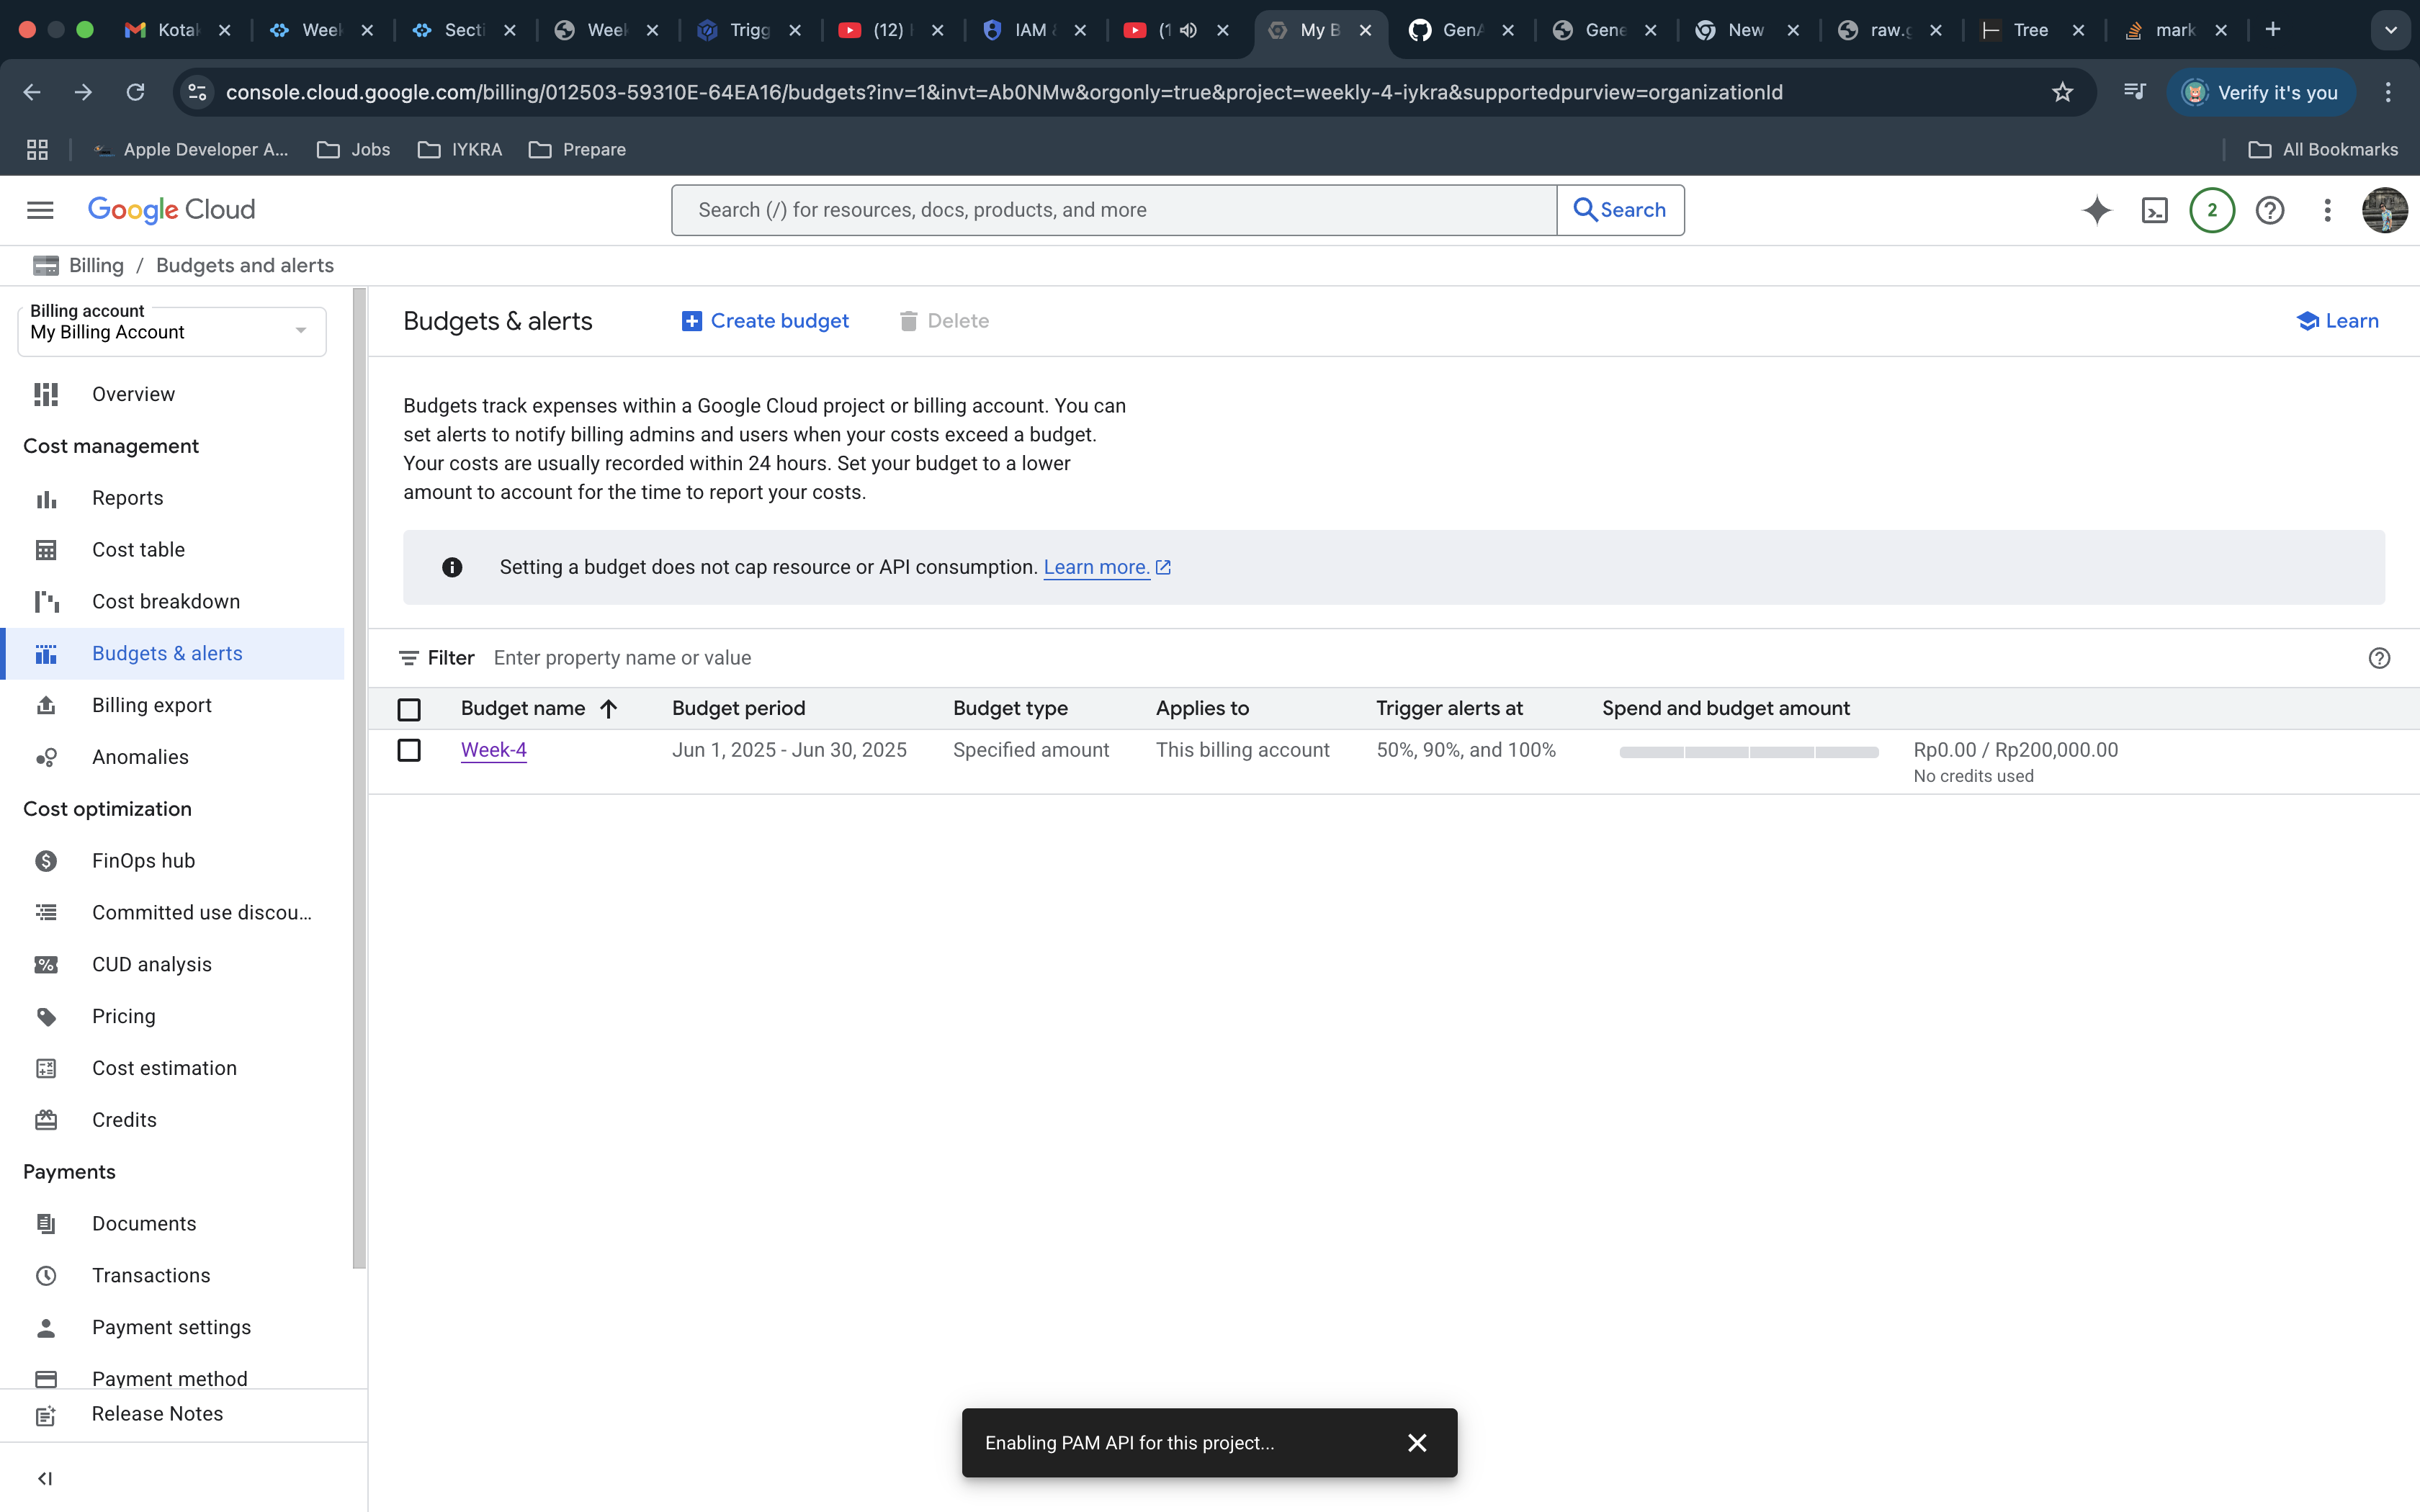 Kotak
Week
Secti
Week
Trigg
(12)
IAM &
(1
My B
GenA
Gene
New
raw.g
Tree
mark
console.cloud.google.com/billing/012503-59310E-64EA16/budgets?inv=1&invt=Ab0NMw&orgonly=true&project=weekly-4-iykra&supportedpurview=organizationId
Verify it's you
Apple Developer A...
Jobs
IYKRA
Prepare
All Bookmarks
Google Cloud
Search (/) for resources, docs, products, and more
Search
2
Billing / Budgets and alerts
Billing account
My Billing Account
Overview
Cost management
Reports
Cost table
Cost breakdown
Budgets & alerts
Billing export
Anomalies
Cost optimization
FinOps hub
Committed use discou...
CUD analysis
Pricing
Cost estimation
Credits
Payments
Documents
Transactions
Payment settings
Payment method
Release Notes
Budgets & alerts
Create budget
Delete
Learn
Budgets track expenses within a Google Cloud project or billing account. You can
set alerts to notify billing admins and users when your costs exceed a budget.
Your costs are usually recorded within 24 hours. Set your budget to a lower
amount to account for the time to report your costs.
Setting a budget does not cap resource or API consumption. Learn more.
Filter Enter property name or value
Budget name Budget period Budget type Applies to Trigger alerts at Spend and budget amount
Week-4 Jun 1, 2025 - Jun 30, 2025 Specified amount This billing account 50%, 90%, and 100% Rp0.00 / Rp200,000.00
No credits used
Enabling PAM API for this project...